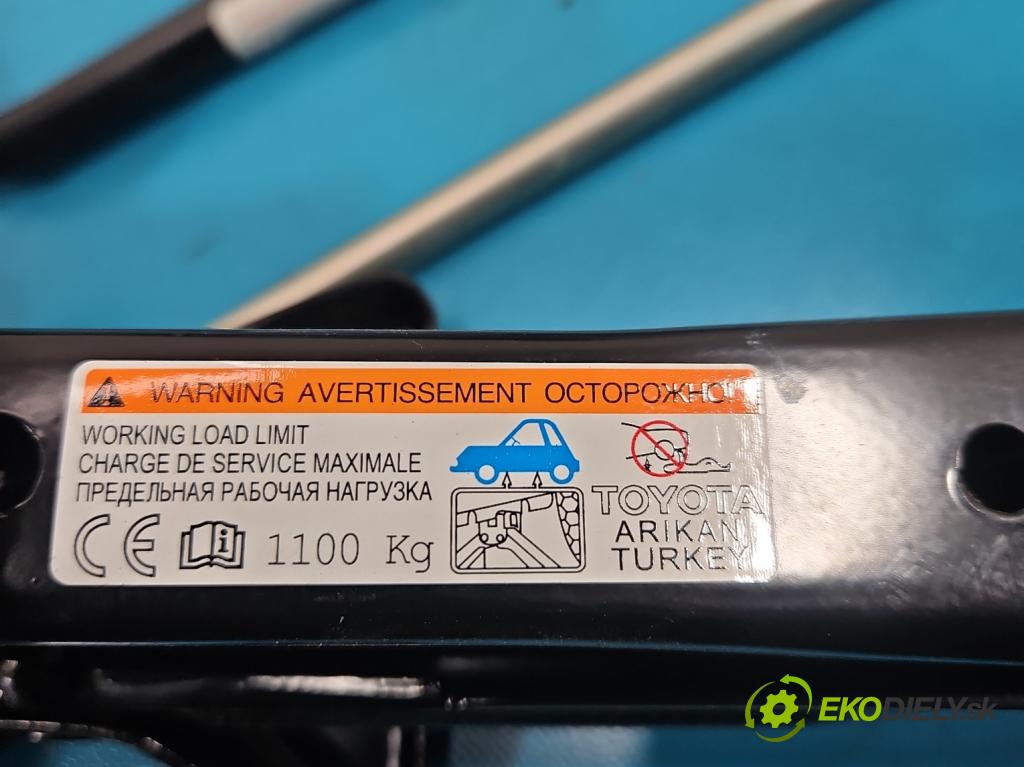 WARNING AVERTISSEMENT ОСТОРОЖНО!
WORKING LOAD LIMIT
CHARGE DE SERVICE MAXIMALE
ПРЕДЕЛЬНАЯ РАБОЧАЯ НАГРУЗКА
CE i 1100 Kg
TOYOTA
ARIKAN
TURKEY
EKODIELY.sk